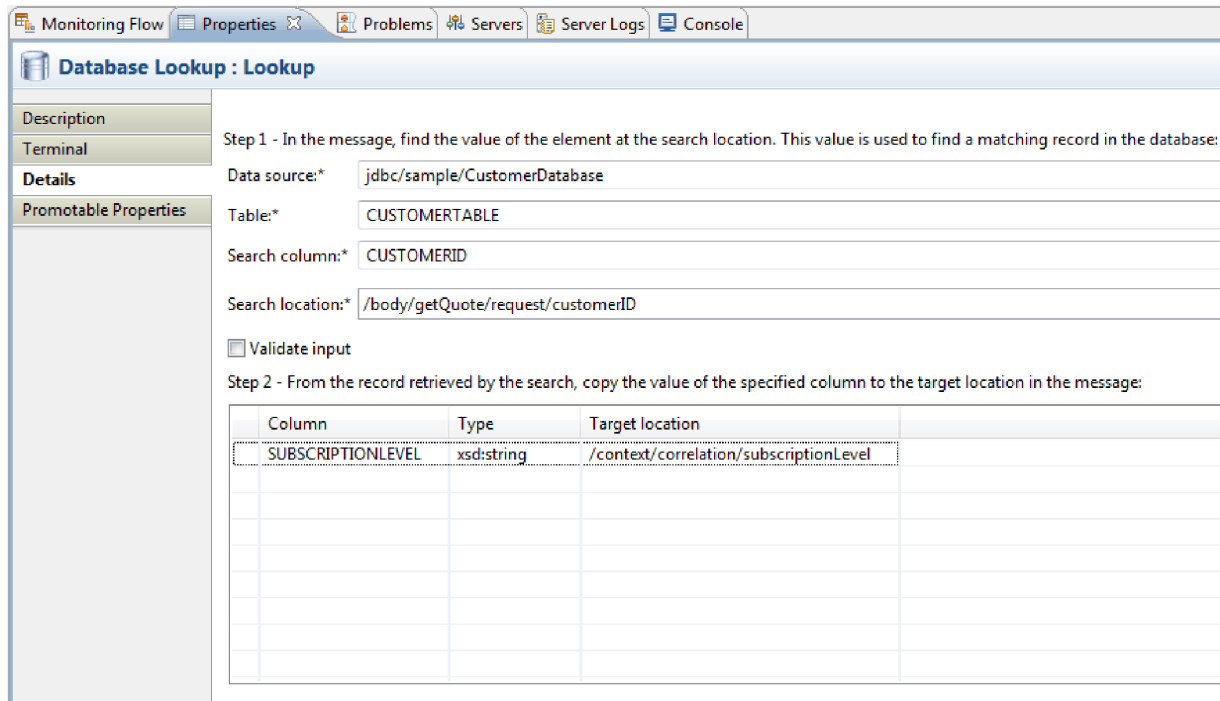 Monitoring Flow Properties Problems Servers Server Logs Console
Database Lookup : Lookup
Description
Terminal
Details
Promotable Properties
Step 1 - In the message, find the value of the element at the search location. This value is used to find a matching record in the database:
Data source:* jdbc/sample/CustomerDatabase
Table:* CUSTOMERTABLE
Search column:* CUSTOMERID
Search location:* /body/getQuote/request/customerID
Validate input
Step 2 - From the record retrieved by the search, copy the value of the specified column to the target location in the message:
Column Type Target location
SUBSCRIPTIONLEVEL xsd:string /context/correlation/subscriptionLevel